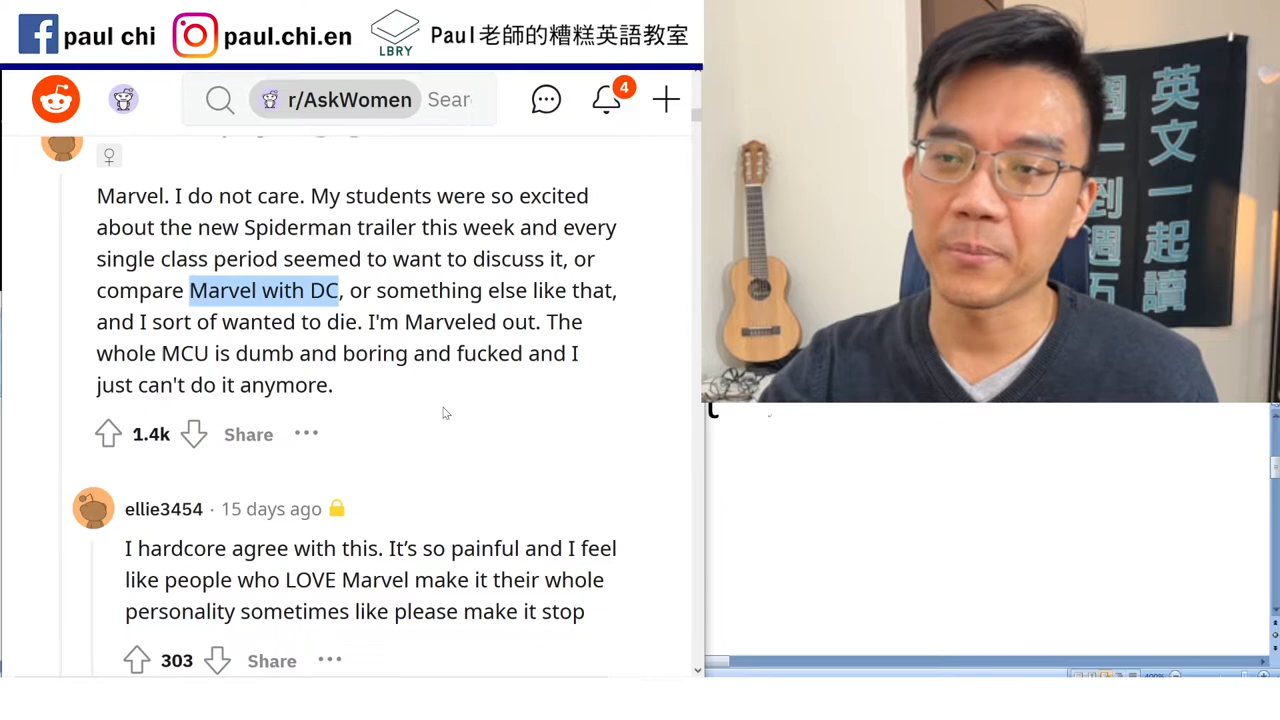 paul chi
paul.chi.en
LBRY
Paul老師的糟糕英語教室
r/AskWomen
Sear
4
Marvel. I do not care. My students were so excited
about the new Spiderman trailer this week and every
single class period seemed to want to discuss it, or
compare Marvel with DC, or something else like that,
and I sort of wanted to die. I'm Marveled out. The
whole MCU is dumb and boring and fucked and I
just can't do it anymore.
1.4k
Share
ellie3454 · 15 days ago
I hardcore agree with this. It’s so painful and I feel
like people who LOVE Marvel make it their whole
personality sometimes like please make it stop
303
Share
英文一起讀
週一到週五
400%